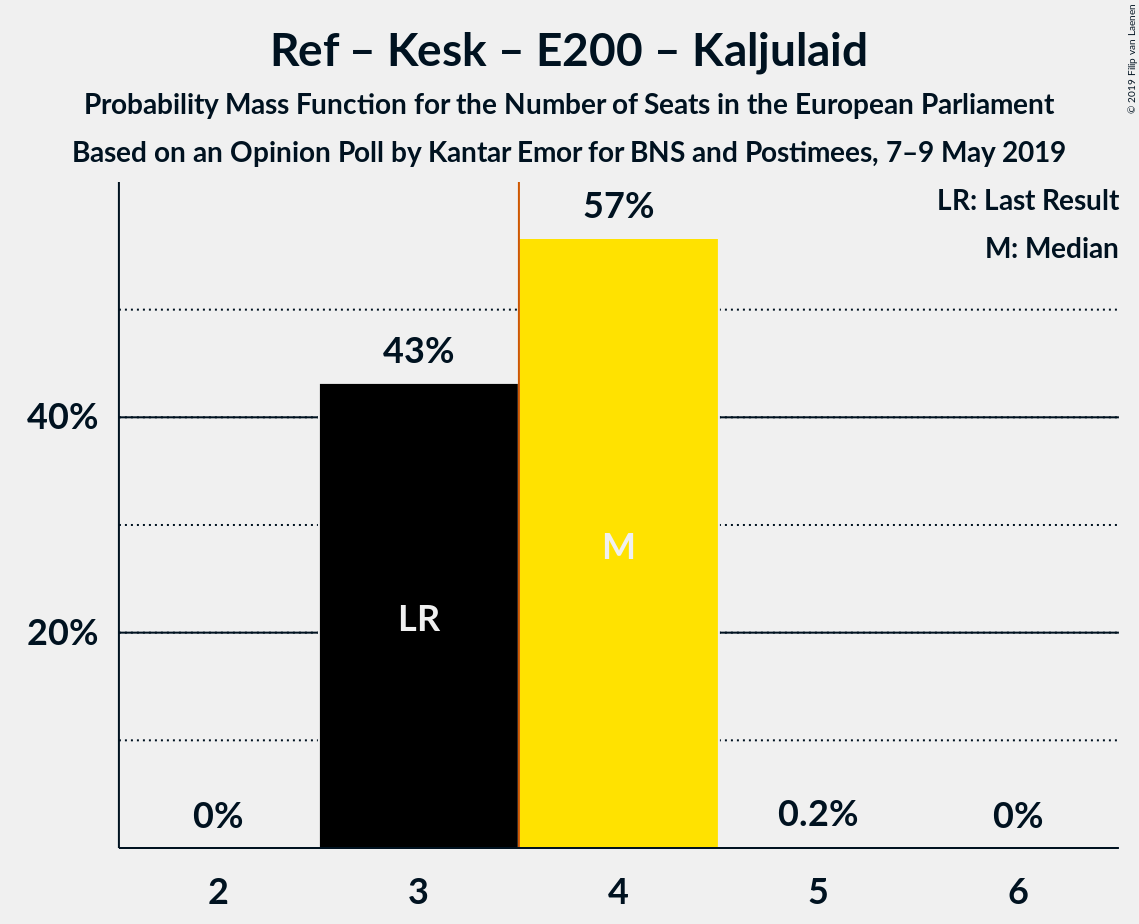 Ref – Kesk – E200 – Kaljulaid
Probability Mass Function for the Number of Seats in the European Parliament
Based on an Opinion Poll by Kantar Emor for BNS and Postimees, 7–9 May 2019
© 2019 Filip van Laenen
LR: Last Result
M: Median
57%
43%
40%
M
LR
20%
0%
0.2%
0%
2
3
4
5
6